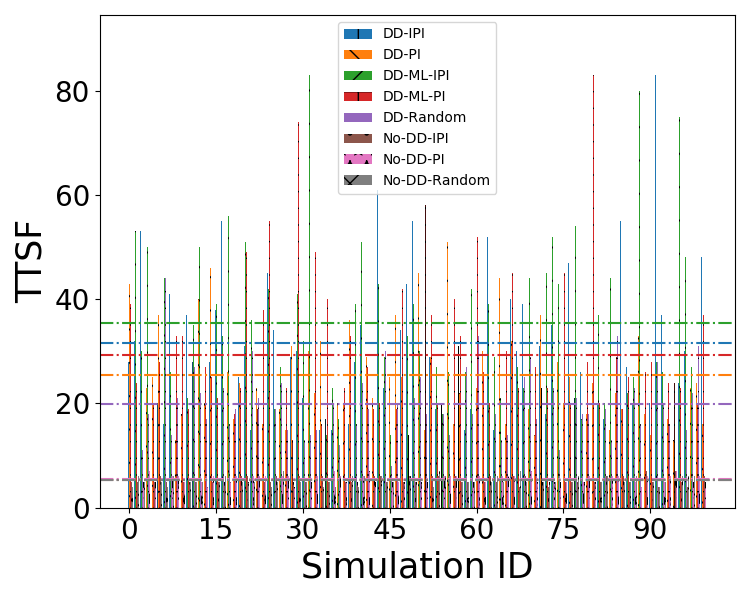 DD-IPI
DD-PI
DD-ML-IPI
DD-ML-PI
DD-Random
No-DD-IPI
No-DD-PI
No-DD-Random
TTSF
80
60
40
20
0
0 15 30 45 60 75 90
Simulation ID